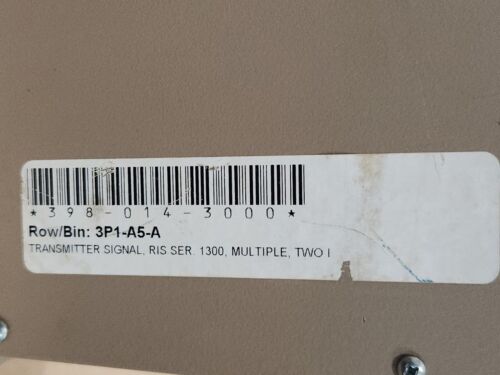 *398-014-3000*
Row/Bin: 3P1-A5-A
TRANSMITTER SIGNAL, RIS SER. 1300, MULTIPLE, TWO I